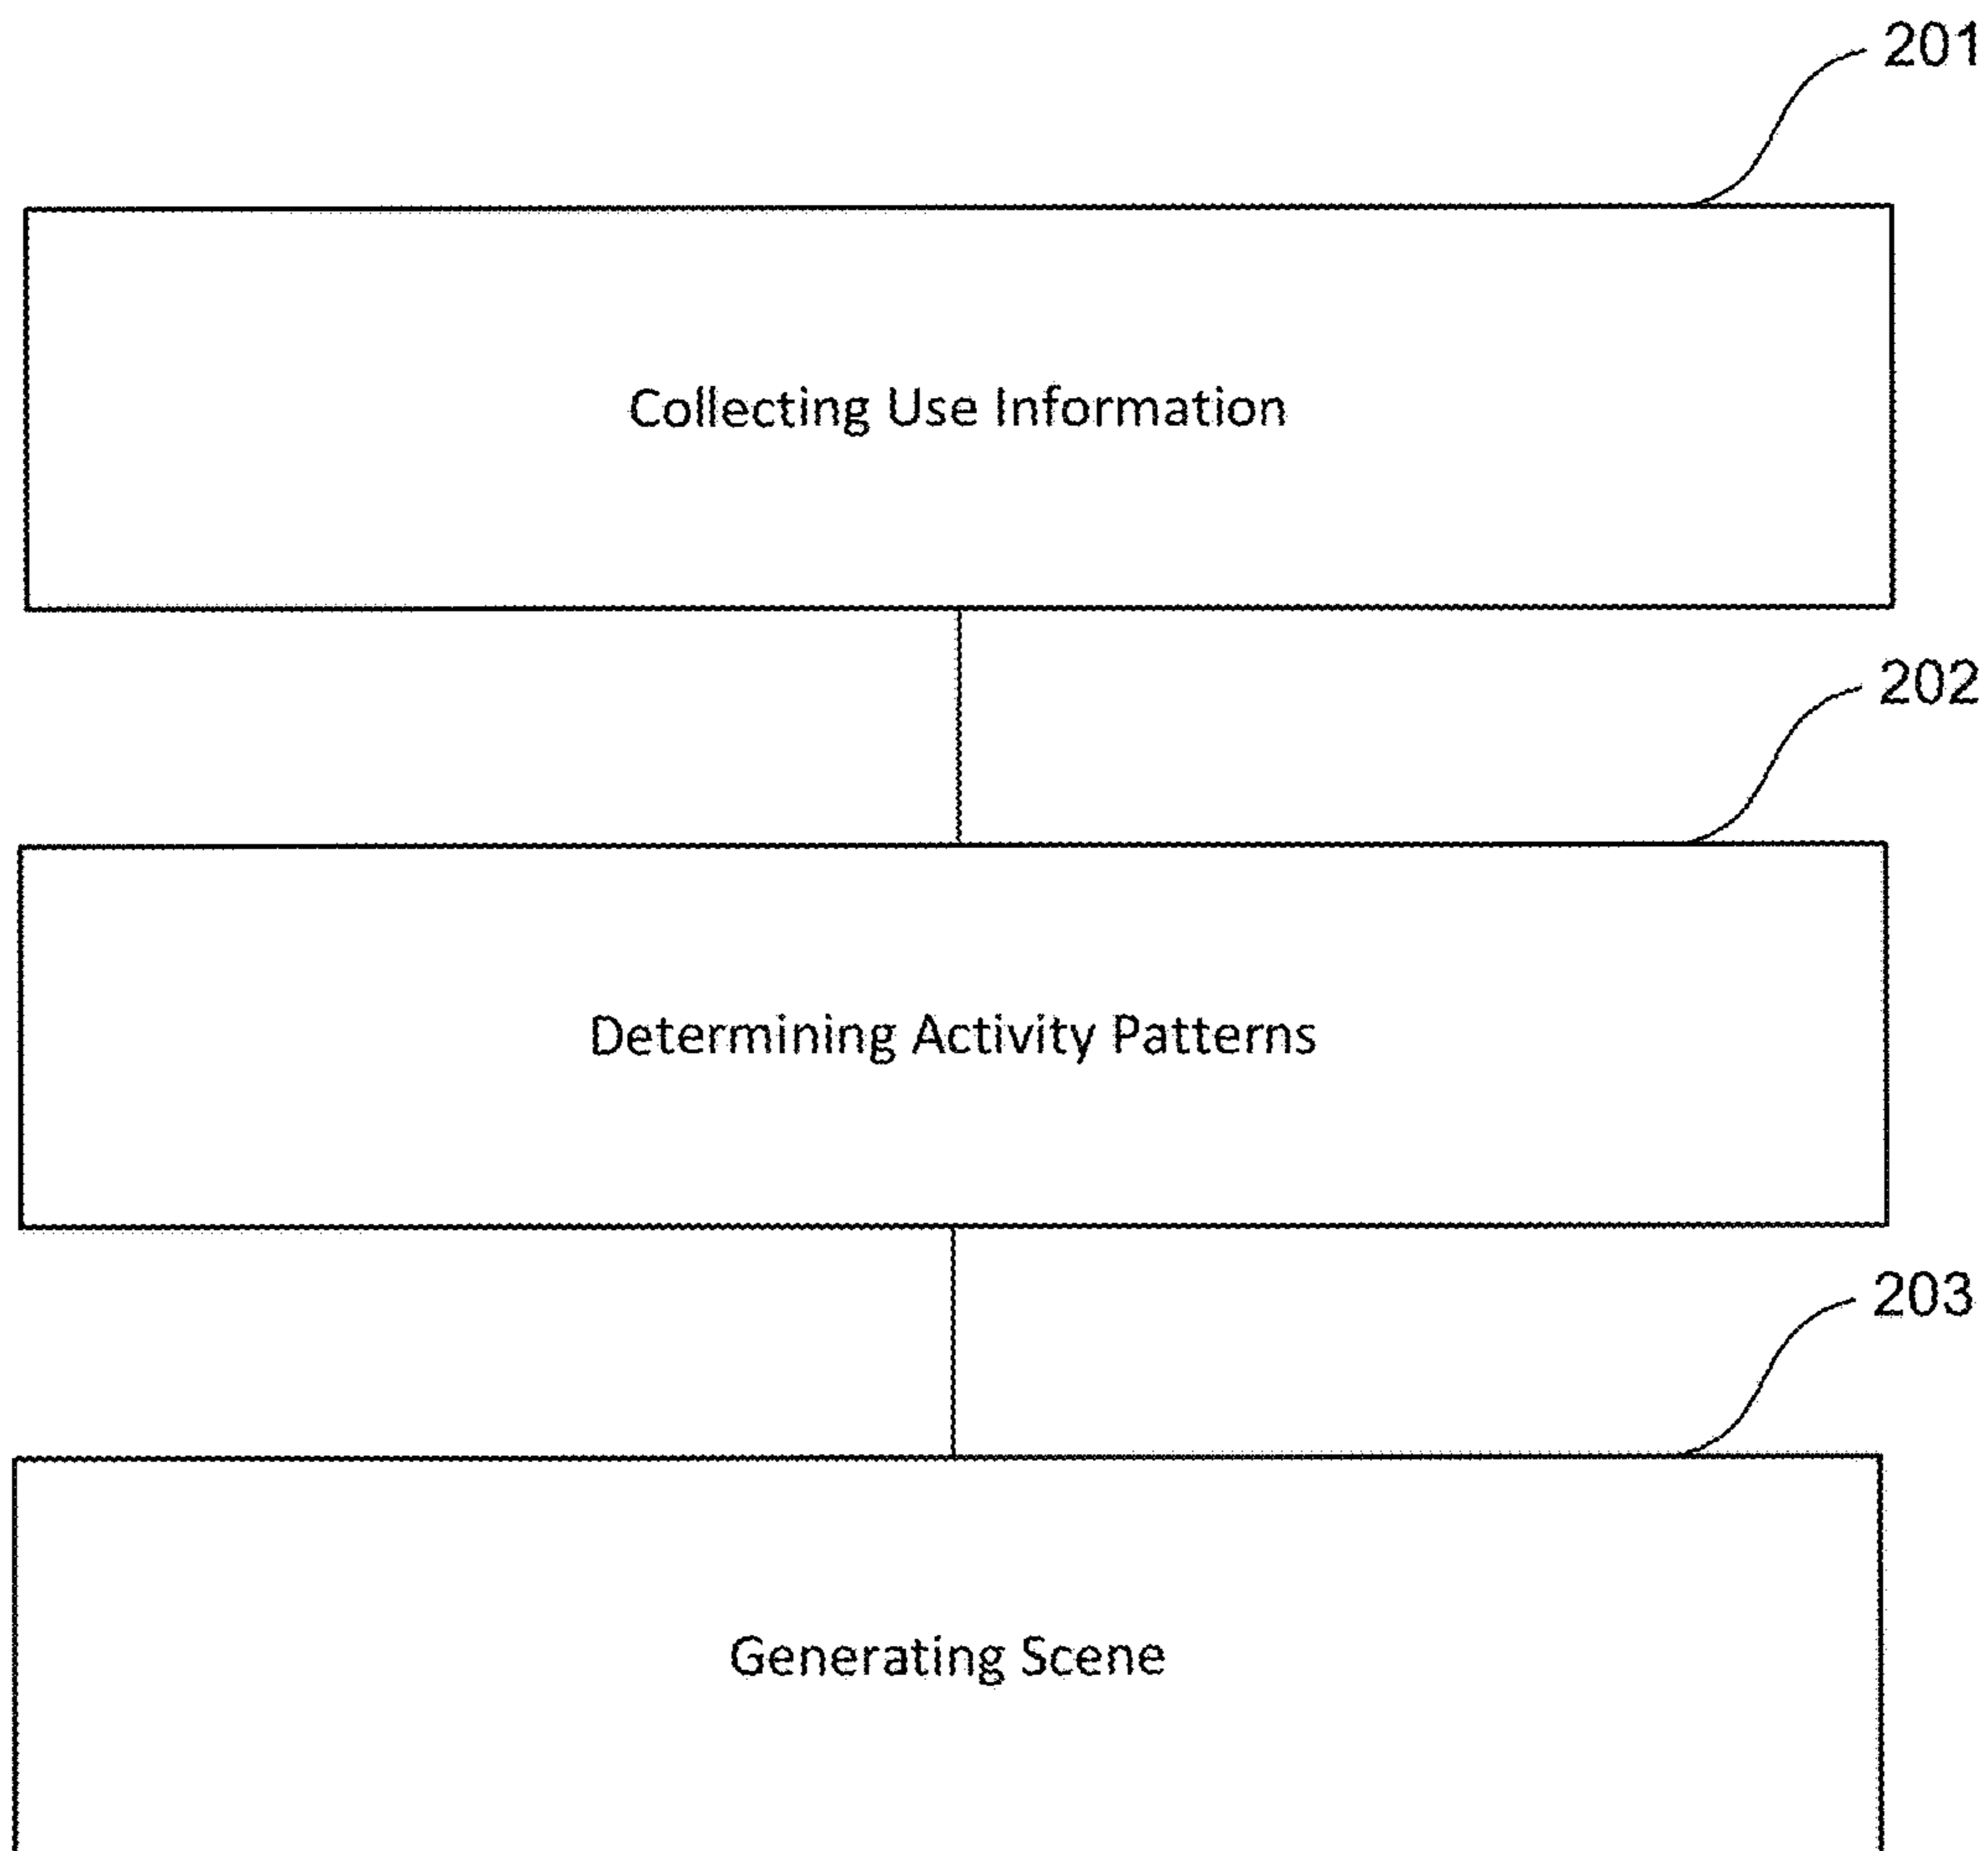 201
Collecting Use Information
202
Determining Activity Patterns
203
Generating Scene